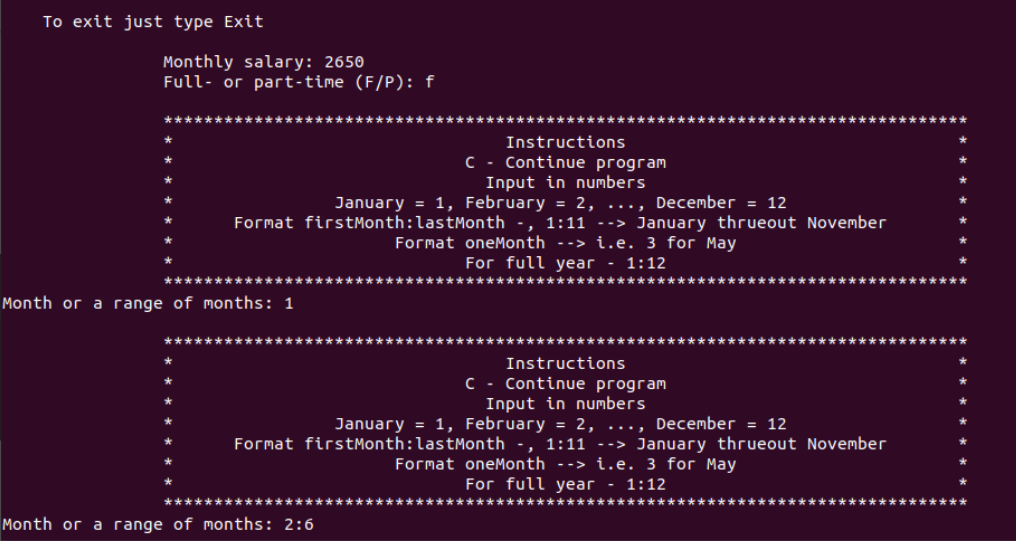 To exit just type Exit
Monthly salary: 2650
Full- or part-time (F/P): f
********************************************************************************
* Instructions *
* C - Continue program *
* Input in numbers *
* January = 1, February = 2, ..., December = 12 *
* Format firstMonth:lastMonth -, 1:11 --> January thrueout November *
* Format oneMonth --> i.e. 3 for May *
* For full year - 1:12 *
********************************************************************************
Month or a range of months: 1
********************************************************************************
* Instructions *
* C - Continue program *
* Input in numbers *
* January = 1, February = 2, ..., December = 12 *
* Format firstMonth:lastMonth -, 1:11 --> January thrueout November *
* Format oneMonth --> i.e. 3 for May *
* For full year - 1:12 *
********************************************************************************
Month or a range of months: 2:6